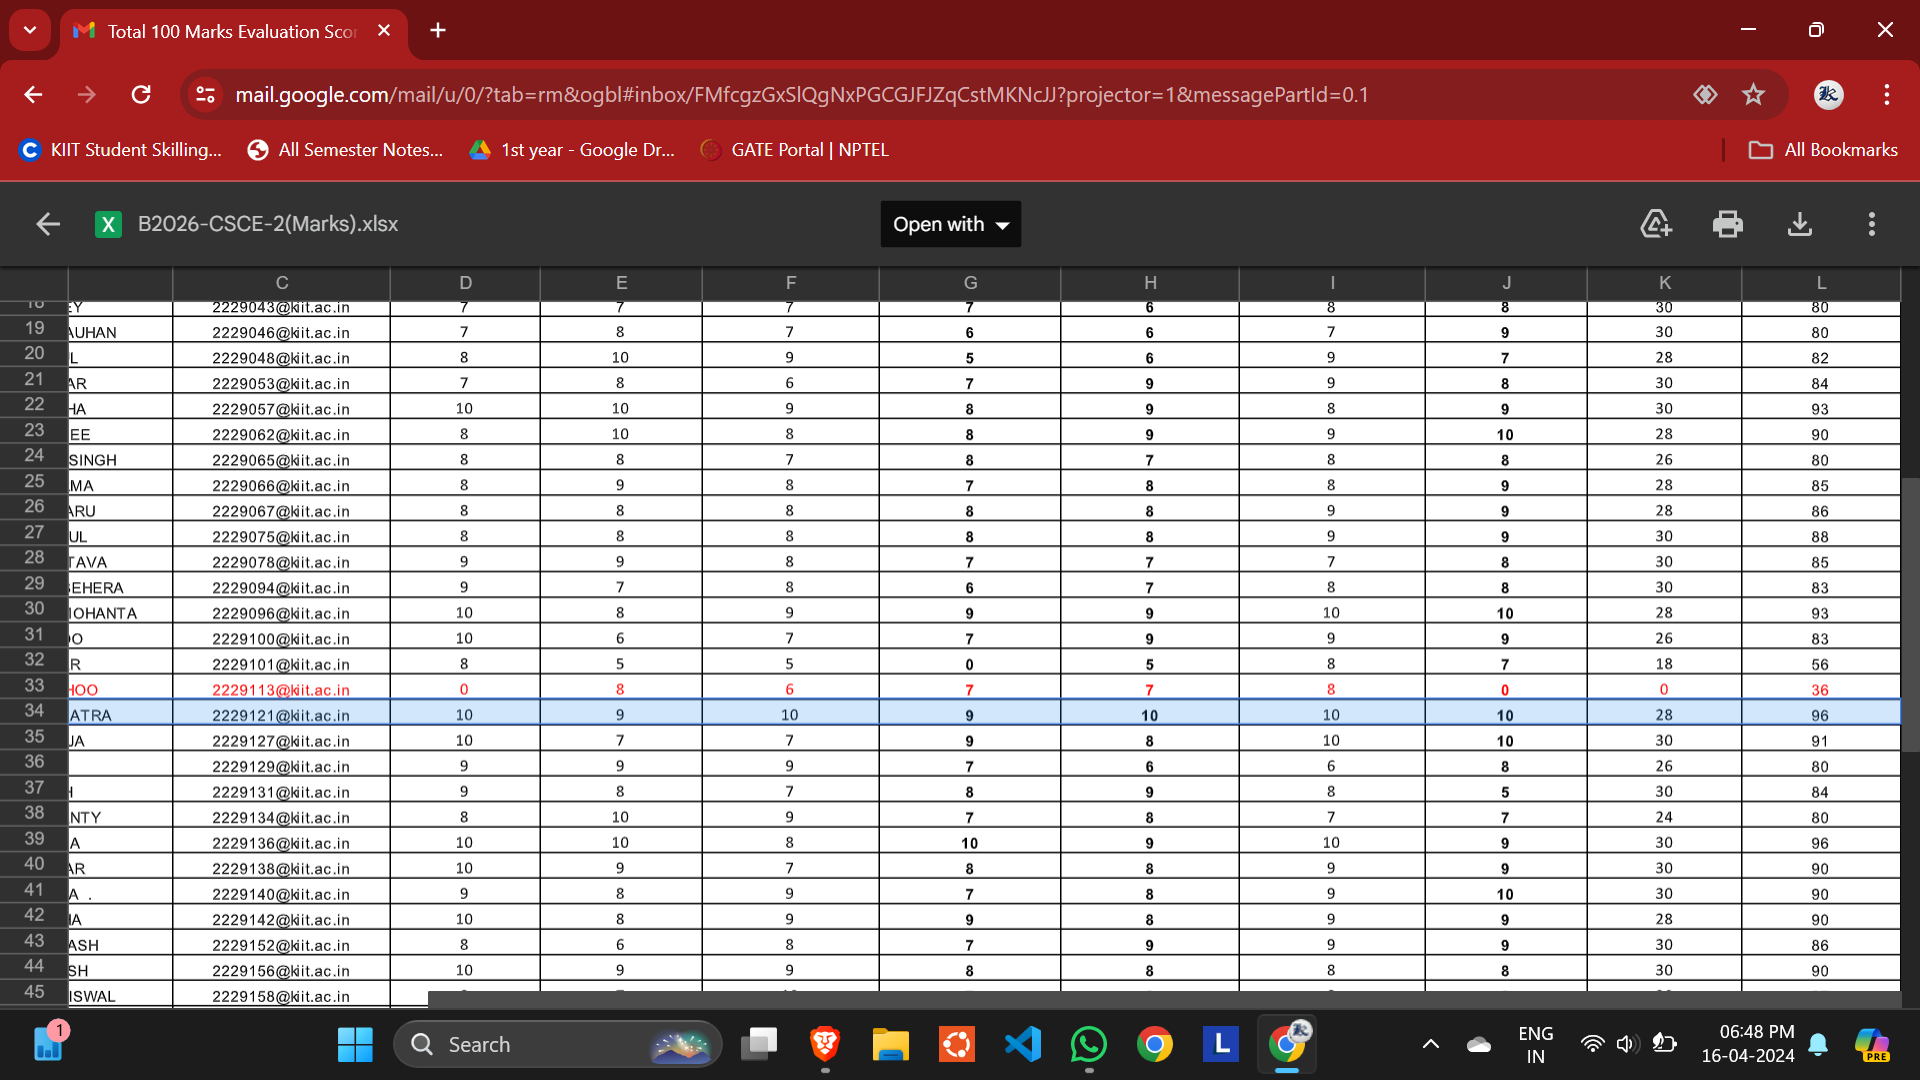 Total 100 Marks Evaluation Scor
mail.google.com/mail/u/0/?tab=rm&ogbl#inbox/FMfcgzGxSlQgNxPGCGJFJZqCstMKNcJJ?projector=1&messagePartId=0.1
KIIT Student Skilling... All Semester Notes... 1st year - Google Dr... GATE Portal | NPTEL All Bookmarks
X B2026-CSCE-2(Marks).xlsx Open with
C D E F G H I J K L
18 EY 2229043@kiit.ac.in 7 7 7 7 6 8 8 30 80
19 AUHAN 2229046@kiit.ac.in 7 8 7 6 6 7 9 30 80
20 L 2229048@kiit.ac.in 8 10 9 5 6 9 7 28 82
21 AR 2229053@kiit.ac.in 7 8 6 7 9 9 8 30 84
22 HA 2229057@kiit.ac.in 10 10 9 8 9 8 9 30 93
23 EE 2229062@kiit.ac.in 8 10 8 8 9 9 10 28 90
24 SINGH 2229065@kiit.ac.in 8 8 7 8 7 8 8 26 80
25 MA 2229066@kiit.ac.in 8 9 8 7 8 8 9 28 85
26 ARU 2229067@kiit.ac.in 8 8 8 8 8 9 9 28 86
27 UL 2229075@kiit.ac.in 8 8 8 8 8 9 9 30 88
28 TAVA 2229078@kiit.ac.in 9 9 8 7 7 7 8 30 85
29 BEHERA 2229094@kiit.ac.in 9 7 8 6 7 8 8 30 83
30 MOHANTA 2229096@kiit.ac.in 10 8 9 9 9 10 10 28 93
31 OO 2229100@kiit.ac.in 10 6 7 7 9 9 9 26 83
32 R 2229101@kiit.ac.in 8 5 5 0 5 8 7 18 56
33 HOO 2229113@kiit.ac.in 0 8 6 7 7 8 0 0 36
34 ATRA 2229121@kiit.ac.in 10 9 10 9 10 10 10 28 96
35 JA 2229127@kiit.ac.in 10 7 7 9 8 10 10 30 91
36 2229129@kiit.ac.in 9 9 9 7 6 6 8 26 80
37 H 2229131@kiit.ac.in 9 8 7 8 9 8 5 30 84
38 NTY 2229134@kiit.ac.in 8 10 9 7 8 7 7 24 80
39 A 2229136@kiit.ac.in 10 10 8 10 9 10 9 30 96
40 AR 2229138@kiit.ac.in 10 9 7 8 8 9 9 30 90
41 A . 2229140@kiit.ac.in 9 8 9 7 8 9 10 30 90
42 HA 2229142@kiit.ac.in 10 8 9 9 8 9 9 28 90
43 ASH 2229152@kiit.ac.in 8 6 8 7 9 9 9 30 86
44 SH 2229156@kiit.ac.in 10 9 9 8 8 8 8 30 90
45 ISWAL 2229158@kiit.ac.in
1 Search L ENG 06:48 PM
IN 16-04-2024 PRE